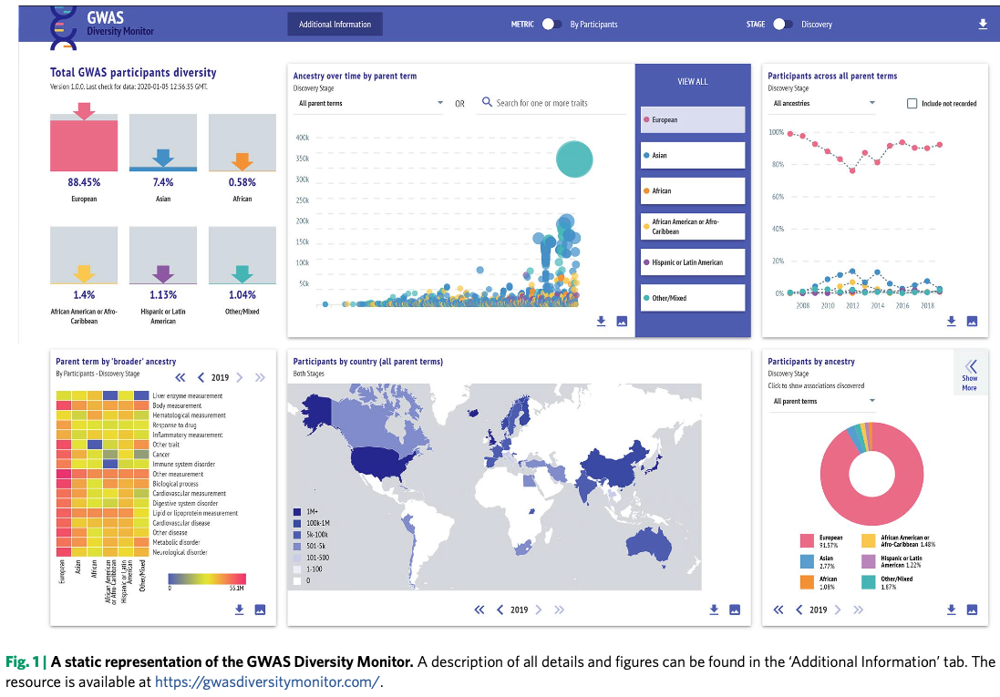 GWAS
Diversity Monitor
Additional Information
METRIC By Participants
STAGE Discovery
Total GWAS participants diversity
Version 1.0.0. Last check for data: 2020-01-05 12:56:35 GMT.
88.45%
European
7.4%
Asian
0.58%
African
1.4%
African American or Afro-
Caribbean
1.13%
Hispanic or Latin
American
1.04%
Other/Mixed
Ancestry over time by parent term
Discovery Stage
All parent terms
OR
Search for one or more traits
400k
350k
300k
250k
200k
150k
100k
50k
VIEW ALL
European
Asian
African
African American or Afro-
Caribbean
Hispanic or Latin American
Other/Mixed
Participants across all parent terms
Discovery Stage
All ancestries
Include not recorded
100%
80%
60%
40%
20%
0%
2008 2010 2012 2014 2016 2018
Parent term by 'broader' ancestry
By Participants - Discovery Stage
2019
Liver enzyme measurement
Body measurement
Hematological measurement
Response to drug
Inflammatory measurement
Other trait
Cancer
Immune system disorder
Other measurement
Biological process
Cardiovascular measurement
Digestive system disorder
Lipid or lipoprotein measurement
Cardiovascular disease
Other disease
Metabolic disorder
Neurological disorder
European
Asian
African
African American
or Afro-Caribbean
Hispanic or Latin
American
Other/Mixed
0 55.1M
Participants by country (all parent terms)
Both Stages
1M+
100k-1M
5k-100k
501-5k
101-500
1-100
0
2019
Participants by ancestry
Discovery Stage
Click to show associations discovered
All parent terms
Show
More
European
91.57%
Asian
2.77%
African
1.08%
African American or
Afro-Caribbean 1.48%
Hispanic or Latin
American 1.22%
Other/Mixed
1.87%
2019
Fig. 1 | A static representation of the GWAS Diversity Monitor. A description of all details and figures can be found in the ‘Additional Information’ tab. The
resource is available at https://gwasdiversitymonitor.com/.